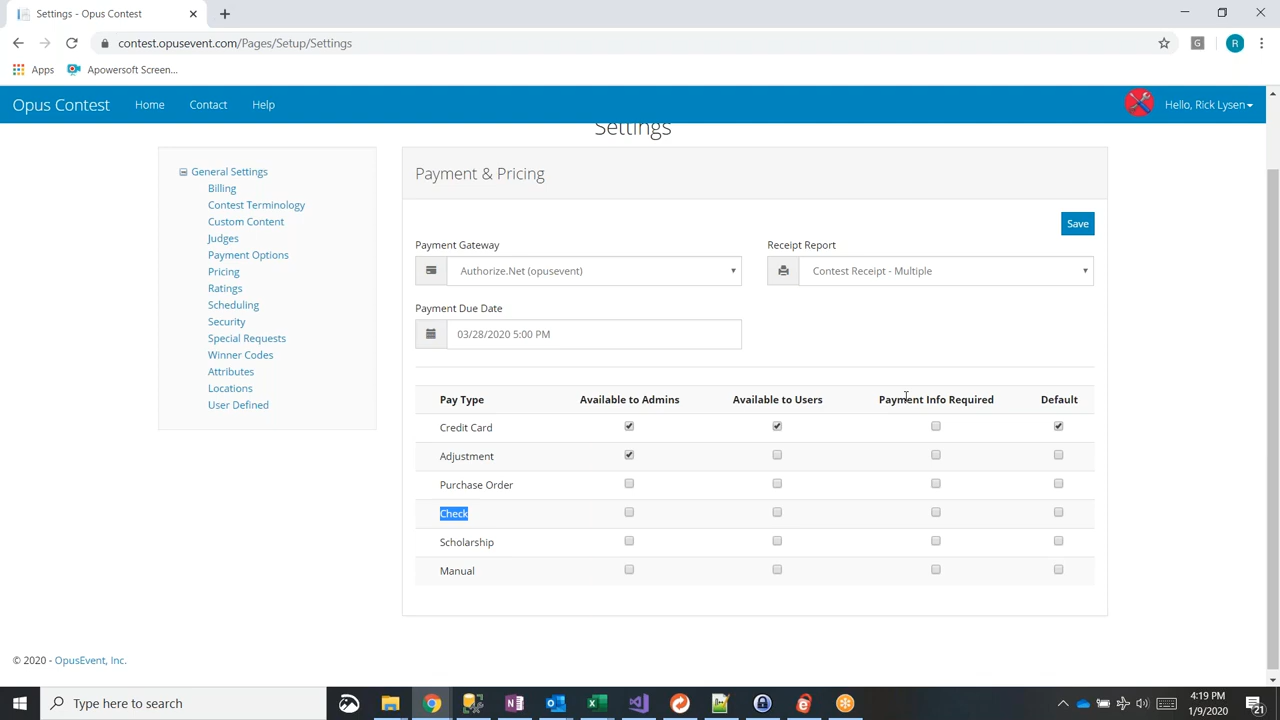 Settings - Opus Contest
contest.opusevent.com/Pages/Setup/Settings
G
R
Apps
Apowersoft Screen...
Opus Contest
Home
Contact
Help
Hello, Rick Lysen
Settings
General Settings
Billing
Contest Terminology
Custom Content
Judges
Payment Options
Pricing
Ratings
Scheduling
Security
Special Requests
Winner Codes
Attributes
Locations
User Defined
Payment & Pricing
Save
Payment Gateway
Receipt Report
Authorize.Net (opusevent)
Contest Receipt - Multiple
Payment Due Date
03/28/2020 5:00 PM
Pay Type Available to Admins Available to Users Payment Info Required Default
Credit Card
Adjustment
Purchase Order
Check
Scholarship
Manual
© 2020 - OpusEvent, Inc.
Type here to search
4:19 PM
1/9/2020
21